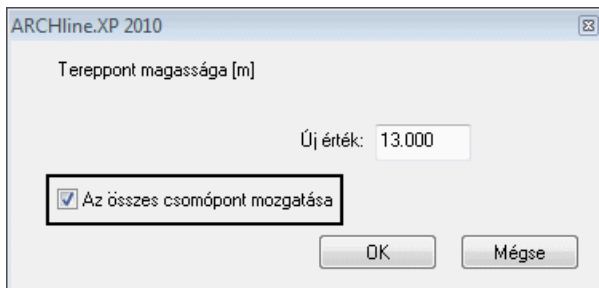 ARCHline.XP 2010
Tereppont magassága [m]
Új érték: 13.000
Az összes csomópont mozgatása
OK Mégse